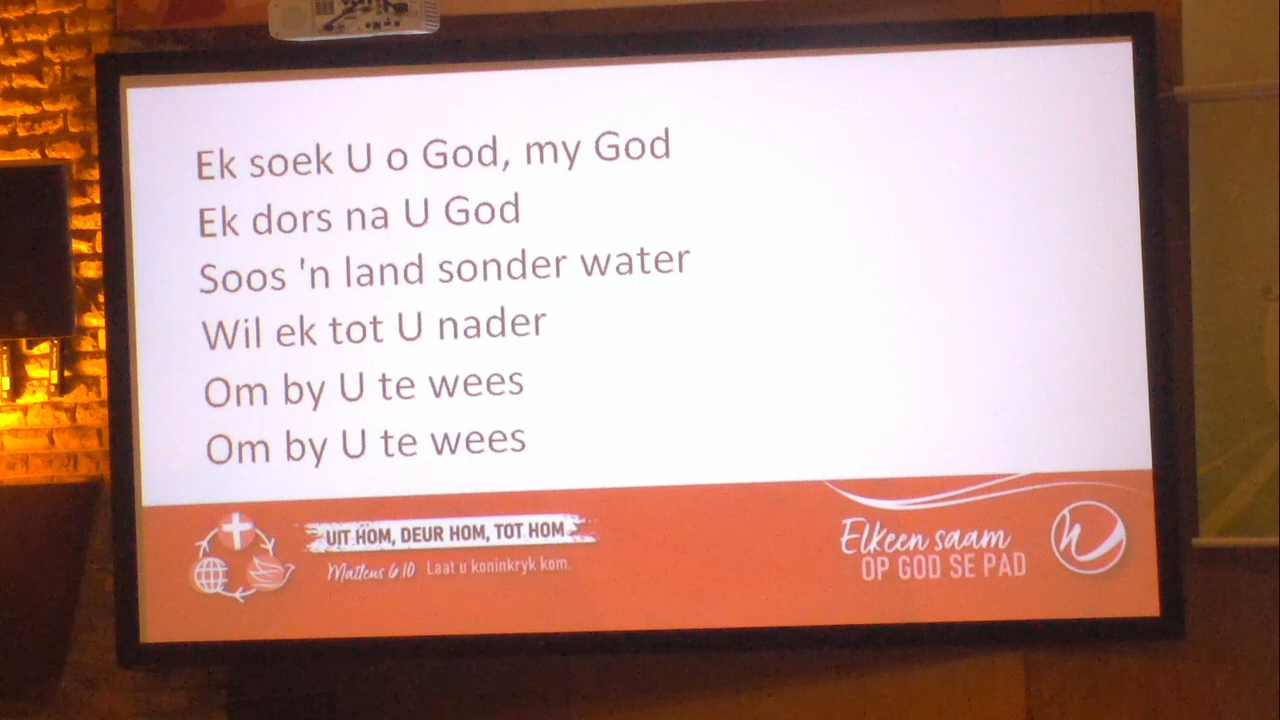 Ek soek U o God, my God
Ek dors na U God
Soos 'n land sonder water
Wil ek tot U nader
Om by U te wees
Om by U te wees
UIT HOM, DEUR HOM, TOT HOM
Matteus 6:10 Laat u koninkryk kom.
Elkeen saam
OP GOD SE PAD